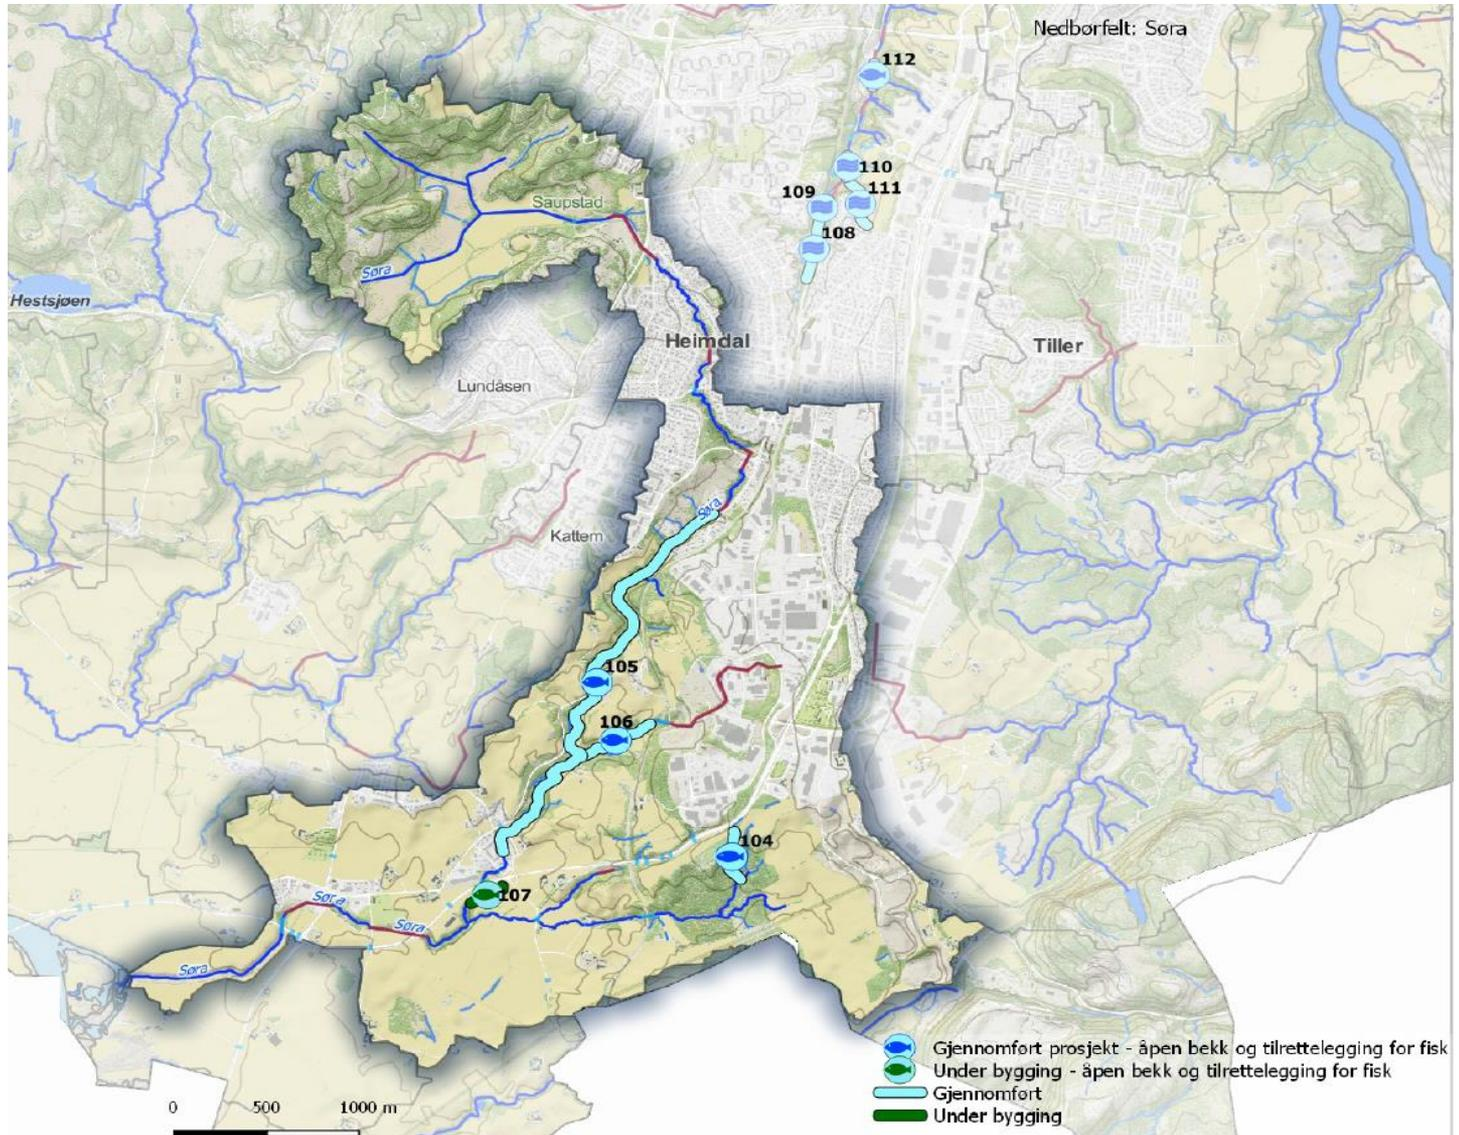 Nedbørfelt: Søra
112
110
111
109
108
Saupstad
Søra
Hestsjøen
Heimdal
Tiller
Lundåsen
Søra
Kattem
105
106
104
107
Søra
Søra
Søra
Gjennomført prosjekt - åpen bekk og tilrettelegging for fisk
Under bygging - åpen bekk og tilrettelegging for fisk
Gjennomført
Under bygging
0 500 1000 m